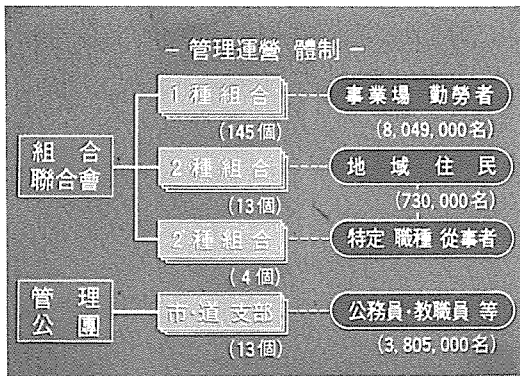 - 管理運營 體制 -
1種組合
(145個)
事業場 勤勞者
(8,049,000名)
組合
聯合會
2種組合
(13個)
地域住民
(730,000名)
2種組合
(4個)
特定 職種 從事者
管理
公團
市·道 支部
(13個)
公務員·敎職員 等
(3,805,000名)